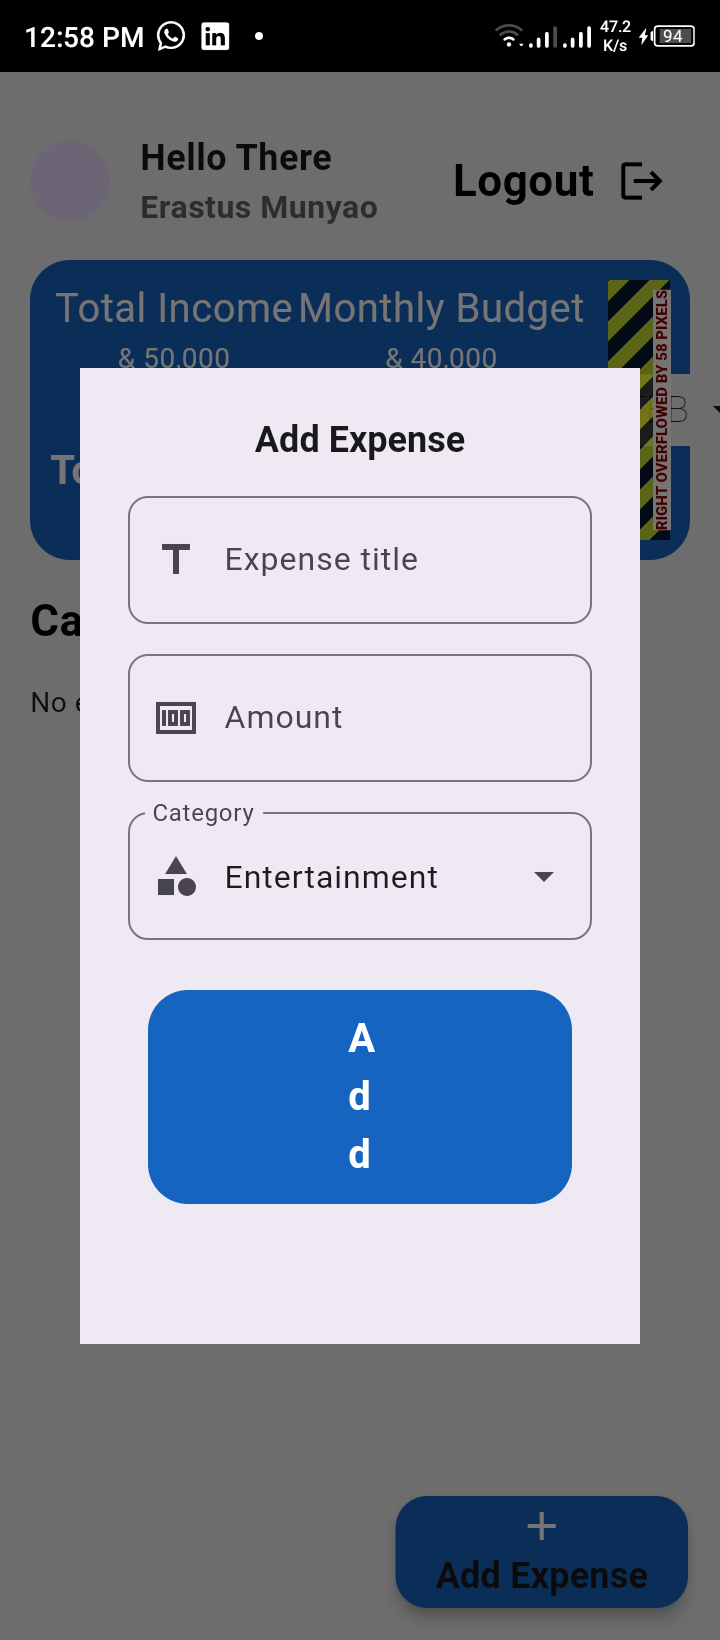 12:58 PM
47.2
K/s
94
Hello There
Erastus Munyao
Logout
Total Income Monthly Budget
& 50,000 & 40,000
B
To
RIGHT OVERFLOWED BY 58 PIXELS
Add Expense
Expense title
Ca
Amount
No e
Category
Entertainment
A
d
d
+
Add Expense